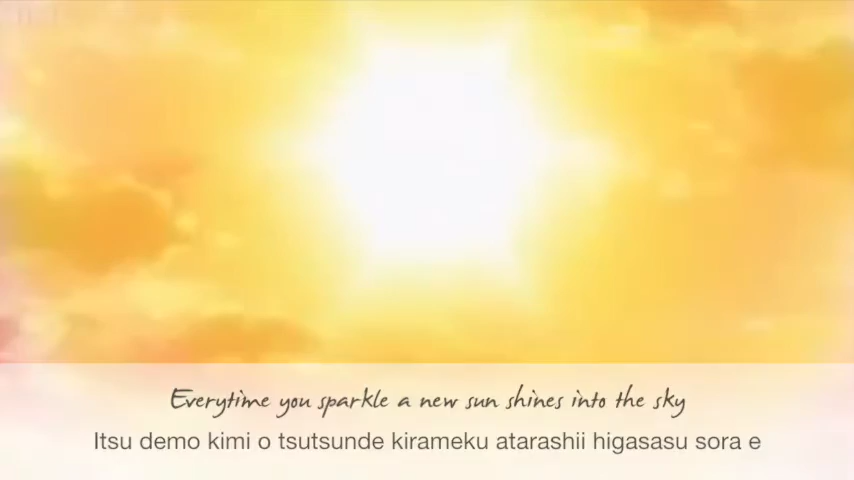 Everytime you sparkle a new sun shines into the sky
Itsu demo kimi o tsutsunde kirameku atarashii higasasu sora e